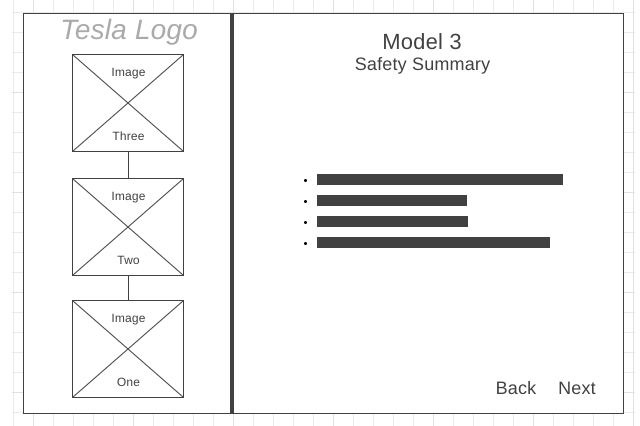 Tesla Logo
Image
Three
Image
Two
Image
One
Model 3
Safety Summary
Back Next